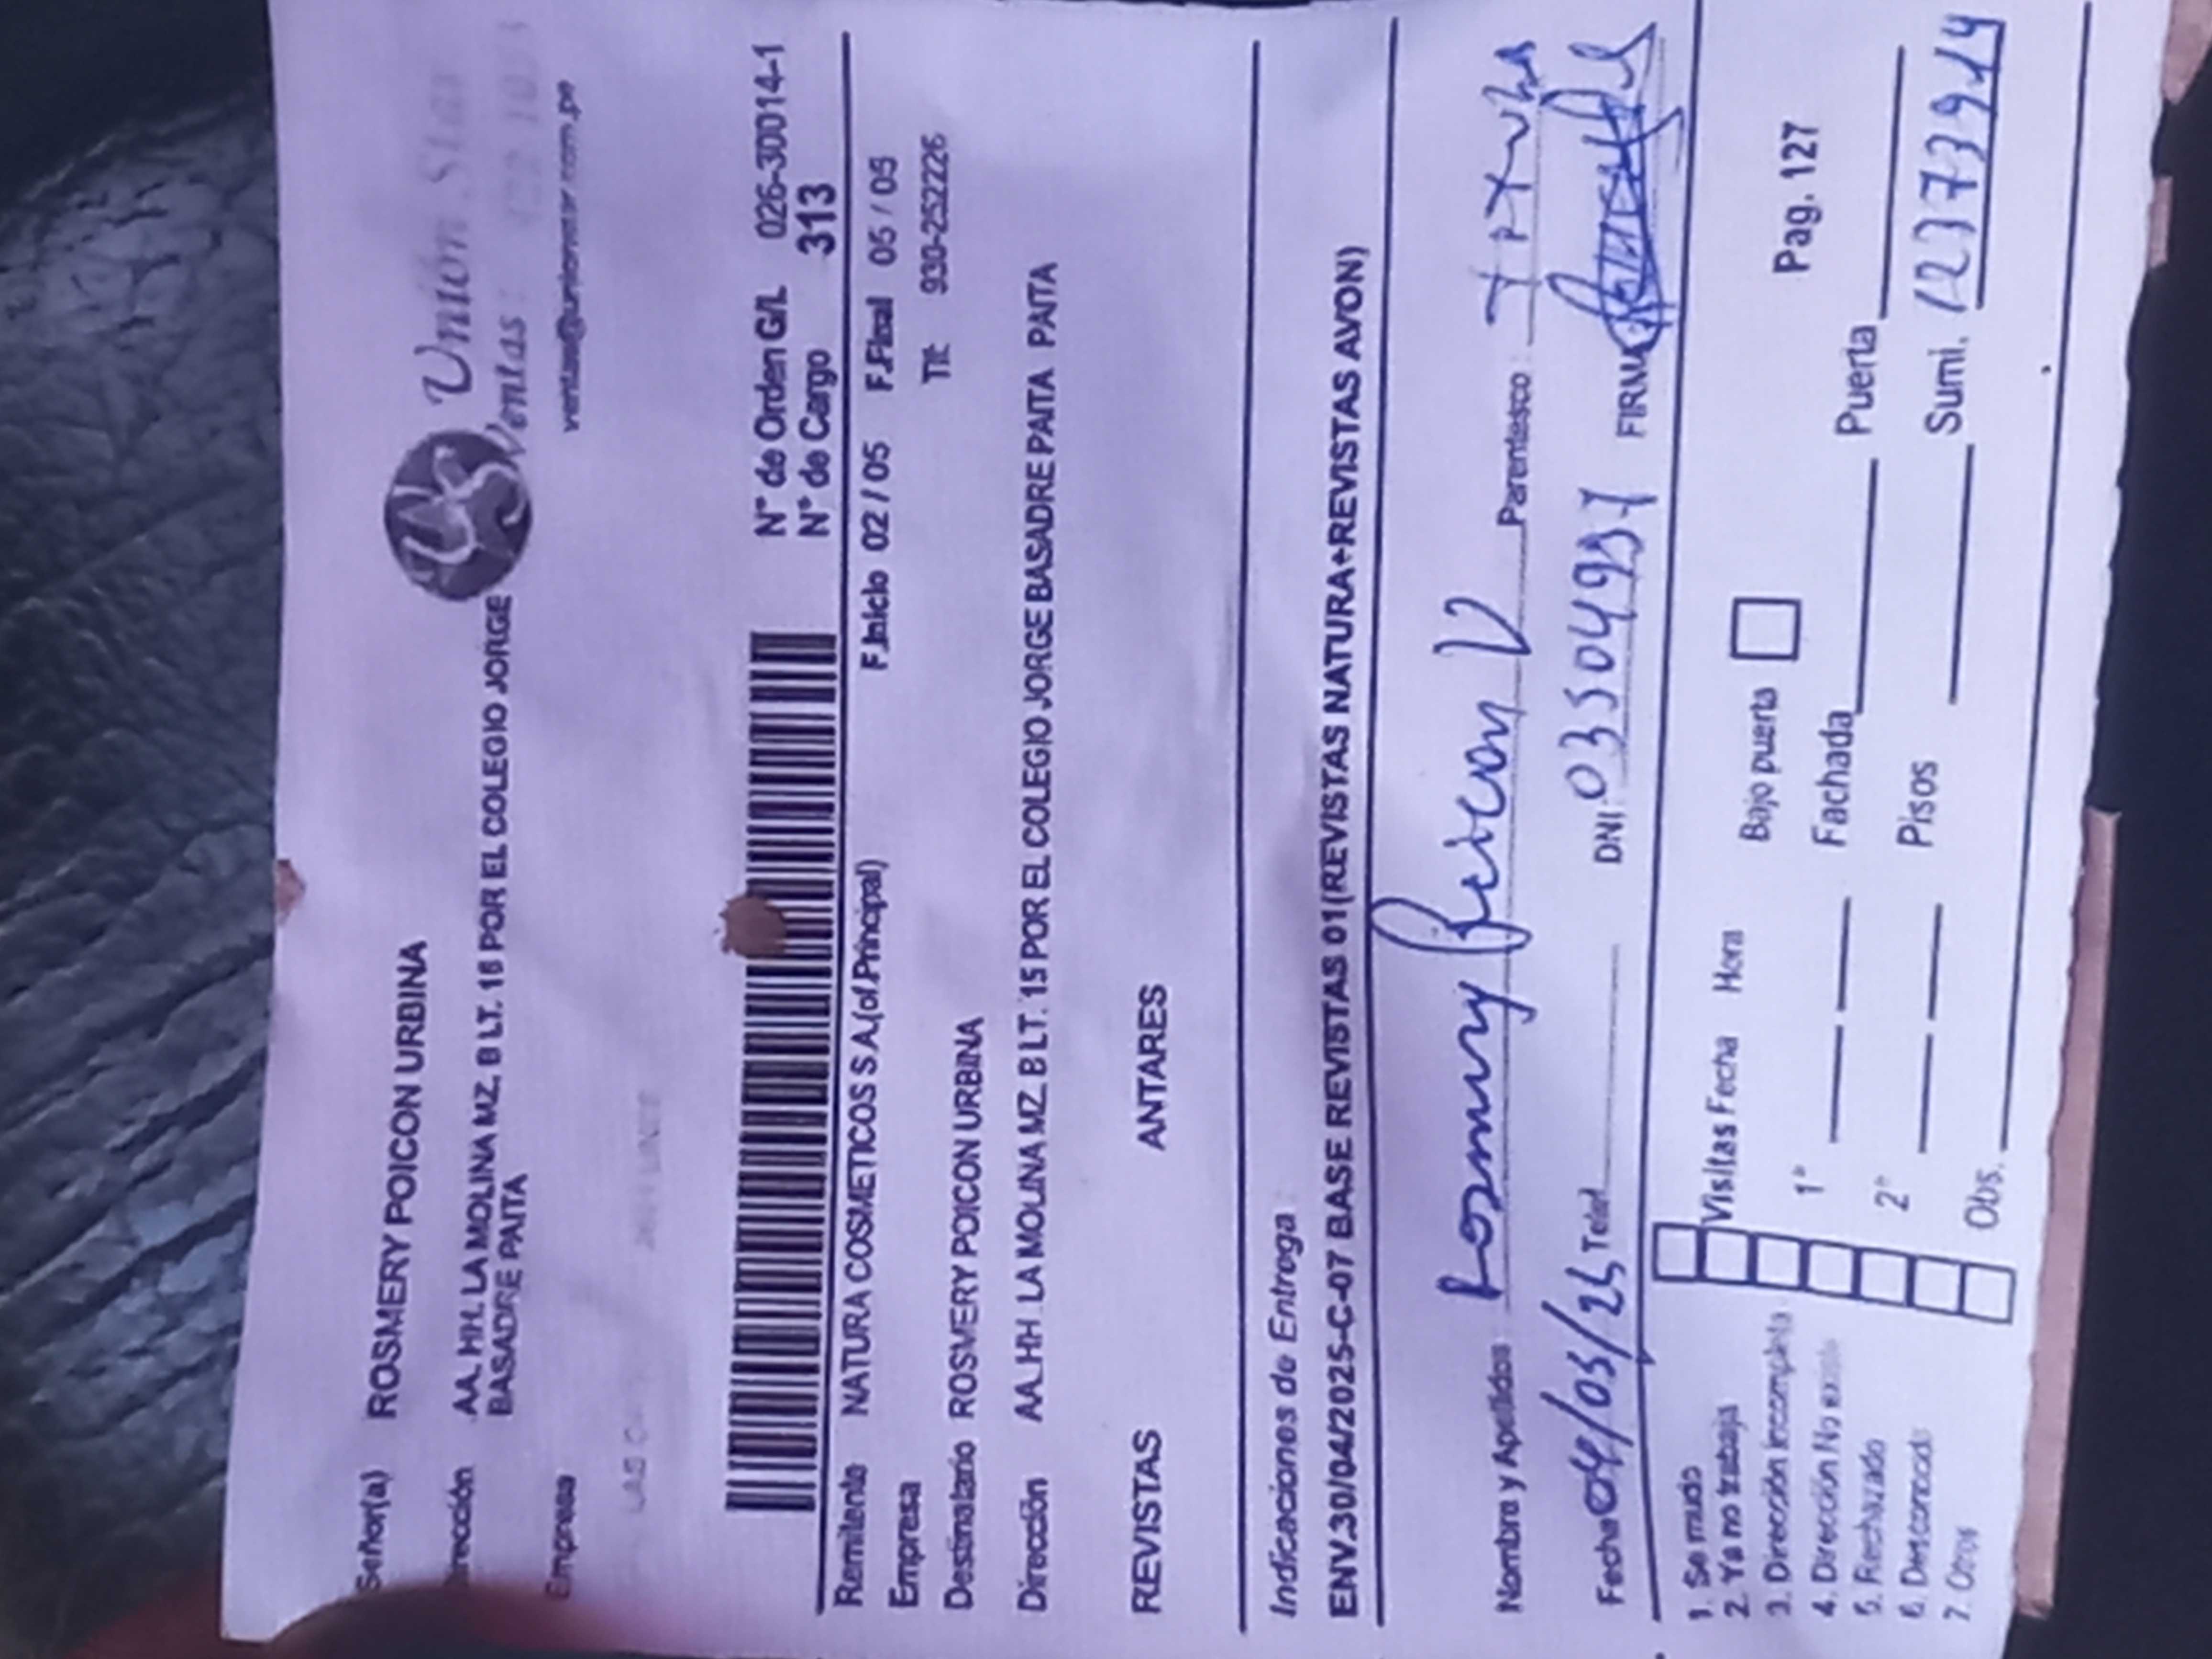 Señor(a) ROSMERY POICON URBINA
Unión Star
Dirección AA. HH. LA MOLINA MZ. B LT. 15 POR EL COLEGIO JORGE
BASADRE PAITA
Ventas :
ventas@unionstar.com.pe
Empresa
N° de Orden G/L 026-30014-1
N° de Cargo 313
Remitente NATURA COSMETICOS S.A.(of.Principal)
F.Inicio 02 / 05 F.Final 05 / 05
Empresa
Tlf: 930-252226
Destinatario ROSMERY POICON URBINA
Dirección AA.HH LA MOLINA MZ. B LT. 15 POR EL COLEGIO JORGE BASADRE PAITA PAITA
REVISTAS ANTARES
Indicaciones de Entrega :
ENV.30/04/2025-C-07 BASE REVISTAS 01(REVISTAS NATURA+REVISTAS AVON)
Nombre y Apellidos Rosmery Poicon V Parentesco :
Fecha 04/05/25 Telef. DNI. FIRMA
1. Se mudo
2. Ya no trabaja
3. Dirección incompleta
4. Dirección No existe
5. Rechazado
6. Desconocido
7. Otros
Visitas Fecha Hora Bajo puerta Pag. 127
1° Fachada Puerta
2° Pisos Sumi. 12773914
Obs.